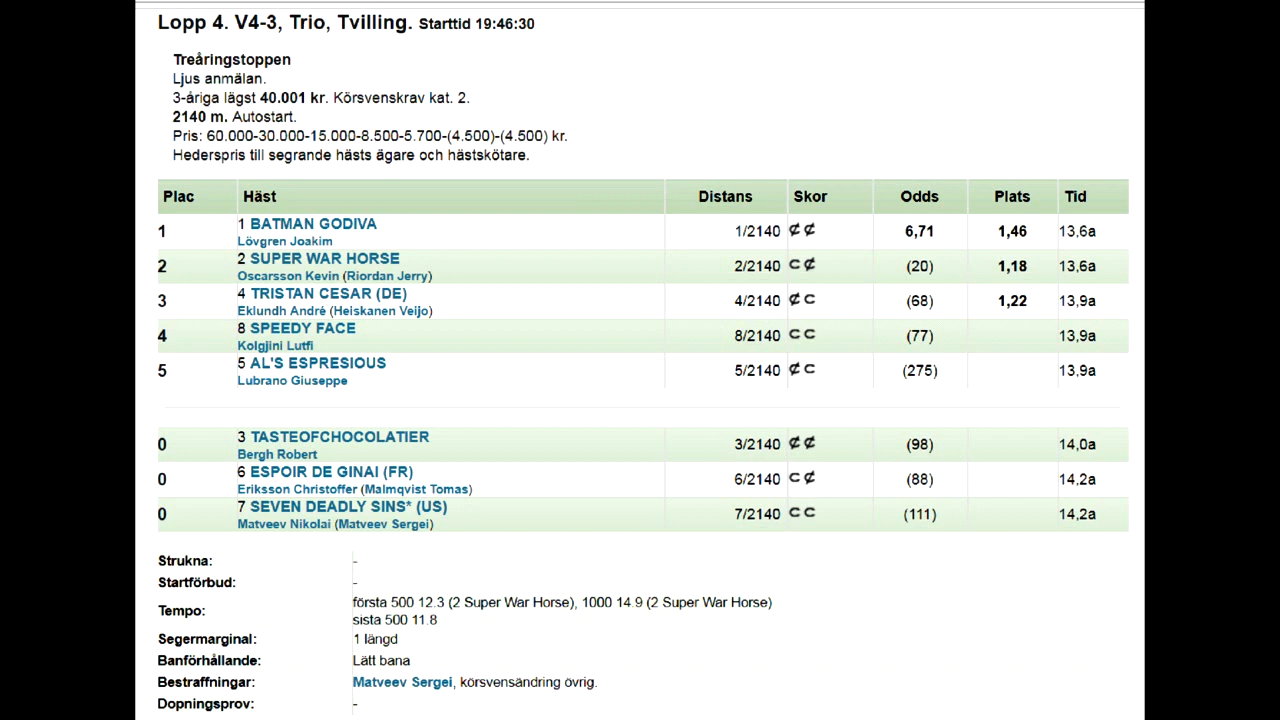 Lopp 4. V4-3, Trio, Tvilling. Starttid 19:46:30
Treåringstoppen
Ljus anmälan.
3-åriga lägst 40.001 kr. Körsvenskrav kat. 2.
2140 m. Autostart.
Pris: 60.000-30.000-15.000-8.500-5.700-(4.500)-(4.500) kr.
Hederspris till segrande hästs ägare och hästskötare.
Plac Häst Distans Skor Odds Plats Tid
1 1 BATMAN GODIVA 1/2140 ȼ ȼ 6,71 1,46 13,6a
Lövgren Joakim
2 2 SUPER WAR HORSE 2/2140 c ȼ (20) 1,18 13,6a
Oscarsson Kevin (Riordan Jerry)
3 4 TRISTAN CESAR (DE) 4/2140 ȼ c (68) 1,22 13,9a
Eklundh André (Heiskanen Veijo)
4 8 SPEEDY FACE 8/2140 c c (77) 13,9a
Kolgjini Lutfi
5 5 AL'S ESPRESIOUS 5/2140 ȼ c (275) 13,9a
Lubrano Giuseppe
0 3 TASTEOFCHOCOLATIER 3/2140 ȼ ȼ (98) 14,0a
Bergh Robert
0 6 ESPOIR DE GINAI (FR) 6/2140 c ȼ (88) 14,2a
Eriksson Christoffer (Malmqvist Tomas)
0 7 SEVEN DEADLY SINS* (US) 7/2140 c c (111) 14,2a
Matveev Nikolai (Matveev Sergei)
Strukna: -
Startförbud: -
Tempo: första 500 12.3 (2 Super War Horse), 1000 14.9 (2 Super War Horse)
sista 500 11.8
Segermarginal: 1 längd
Banförhållande: Lätt bana
Bestraffningar: Matveev Sergei, körsvensändring övrig.
Dopningsprov: -